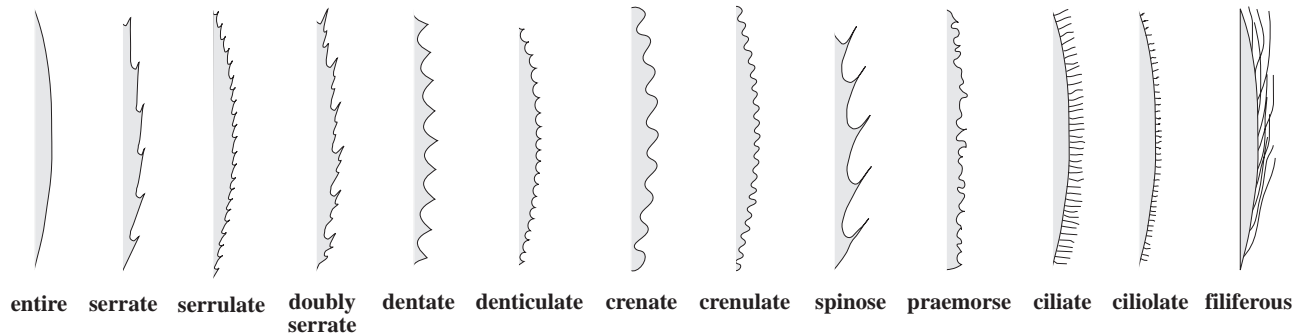 entire serrate serrulate doubly serrate dentate denticulate crenate crenulate spinose praemorse ciliate ciliolate filiferous